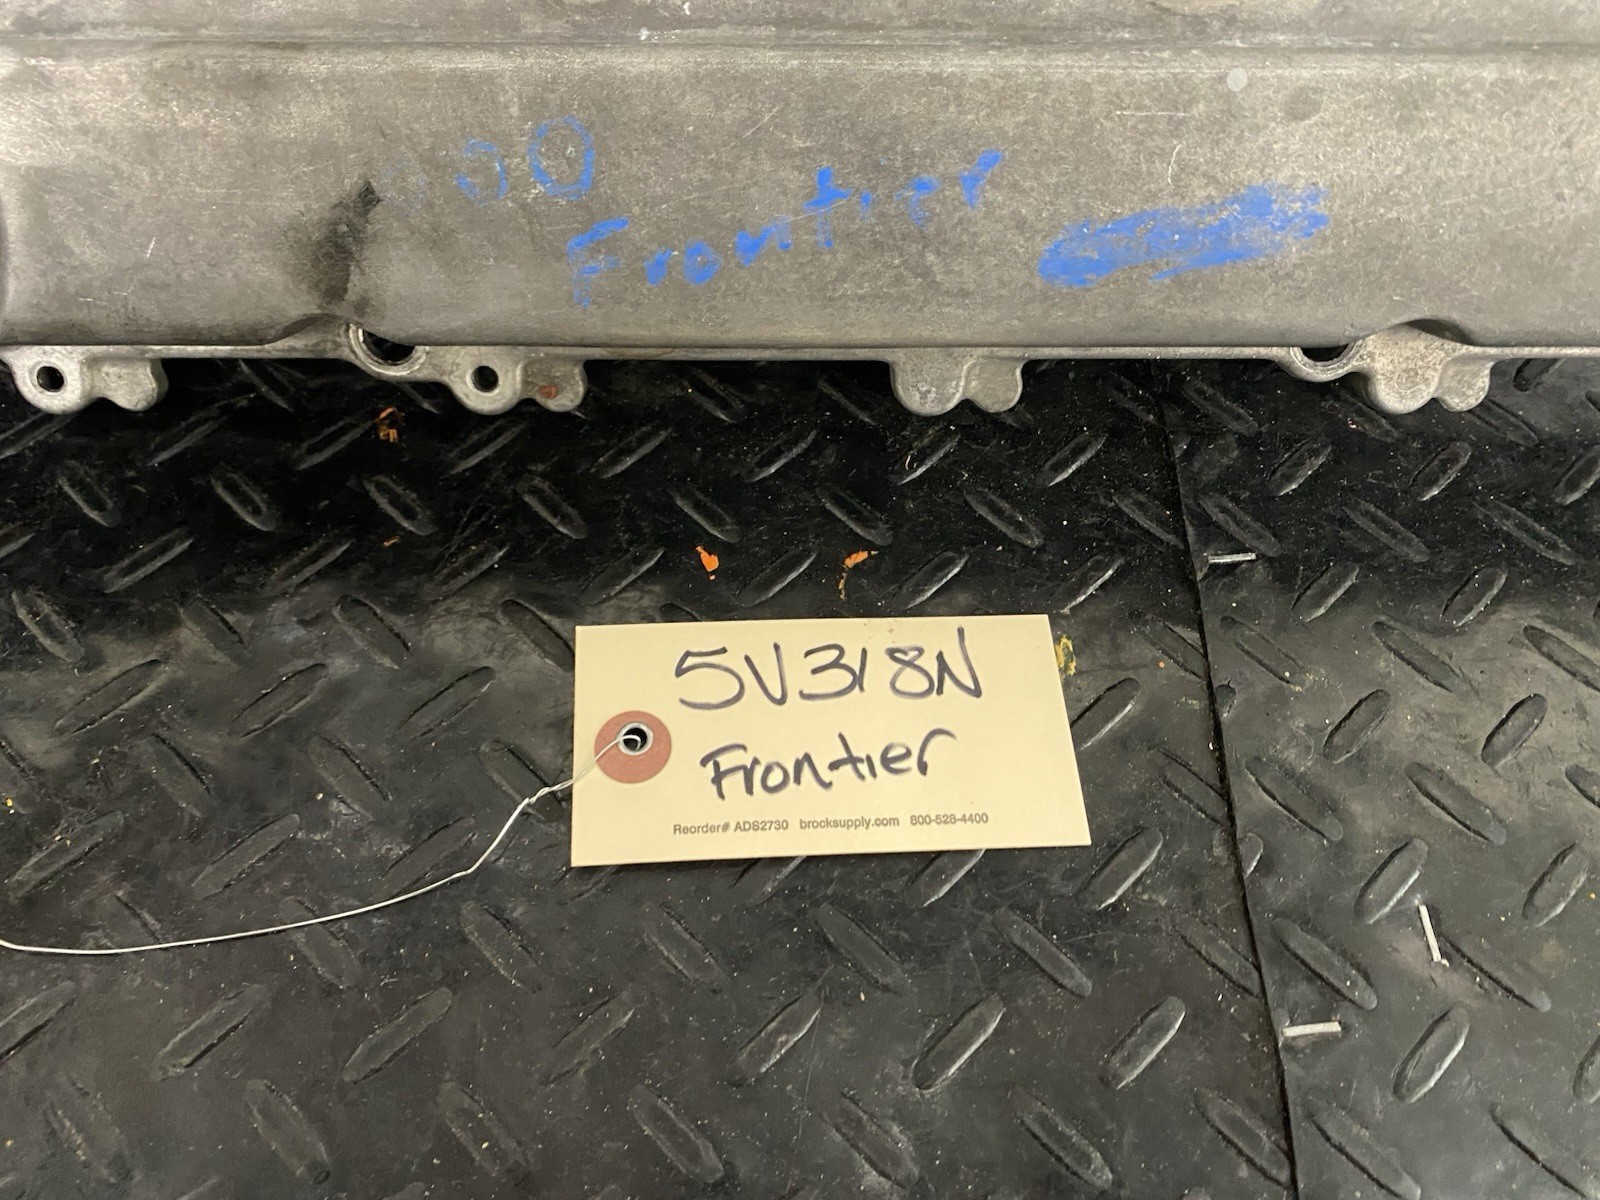 00
Frontier
5V318N
Frontier
Reorder# ADS2730 brocksupply.com 800-528-4400